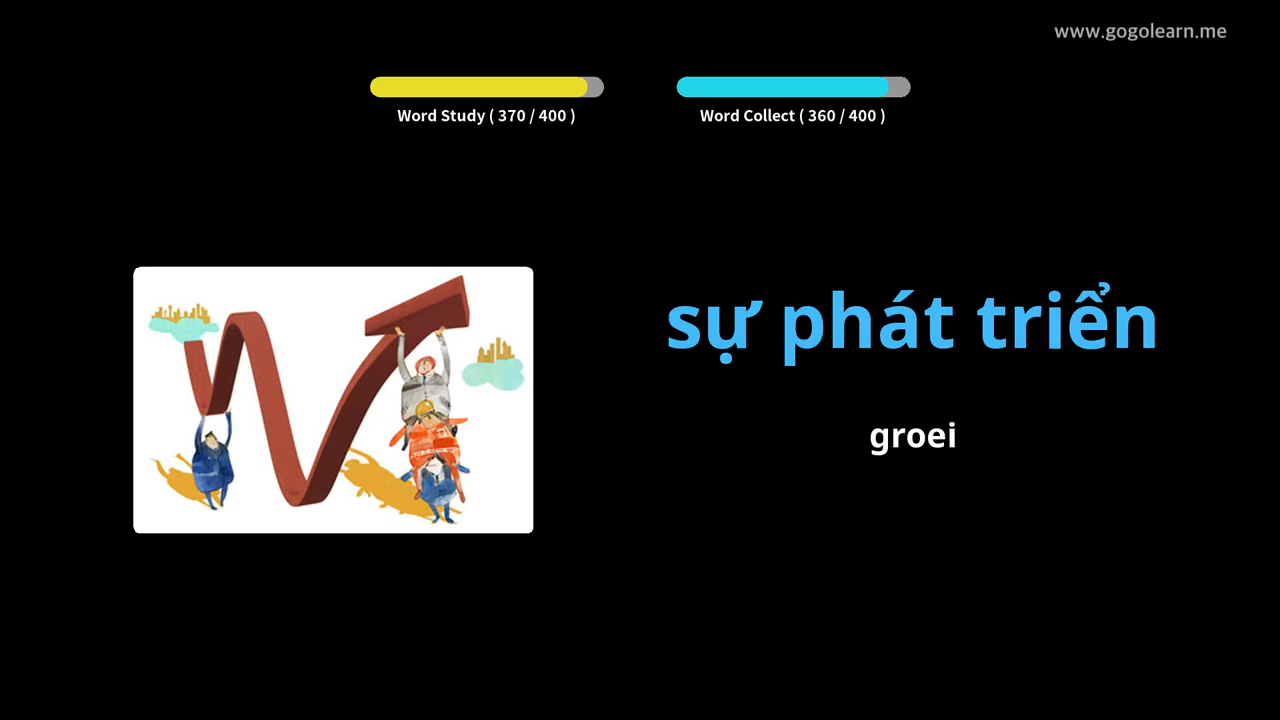 www.gogolearn.me
Word Study ( 370 / 400 )
Word Collect ( 360 / 400 )
sự phát triển
groei